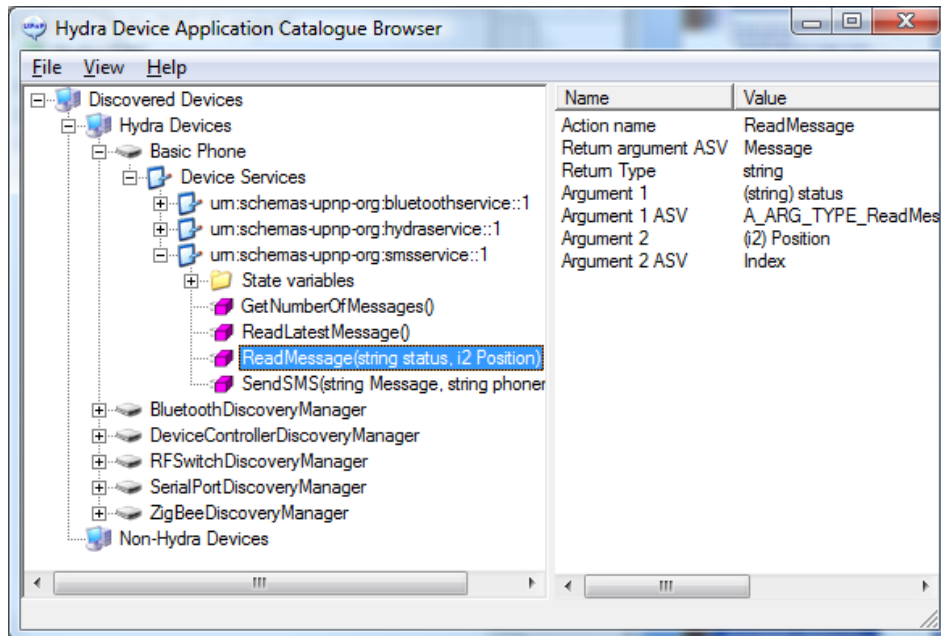 Hydra Device Application Catalogue Browser
File View Help
Discovered Devices
Hydra Devices
Basic Phone
Device Services
urn:schemas-upnp-org:bluetoothservice::1
urn:schemas-upnp-org:hydraservice::1
urn:schemas-upnp-org:smsservice::1
State variables
GetNumberOfMessages()
ReadLatestMessage()
ReadMessage(string status, i2 Position)
SendSMS(string Message, string phoner
BluetoothDiscoveryManager
DeviceControllerDiscoveryManager
RFSwitchDiscoveryManager
SerialPortDiscoveryManager
ZigBeeDiscoveryManager
Non-Hydra Devices
Name Value
Action name ReadMessage
Return argument ASV Message
Return Type string
Argument 1 (string) status
Argument 1 ASV A_ARG_TYPE_ReadMes
Argument 2 (i2) Position
Argument 2 ASV Index